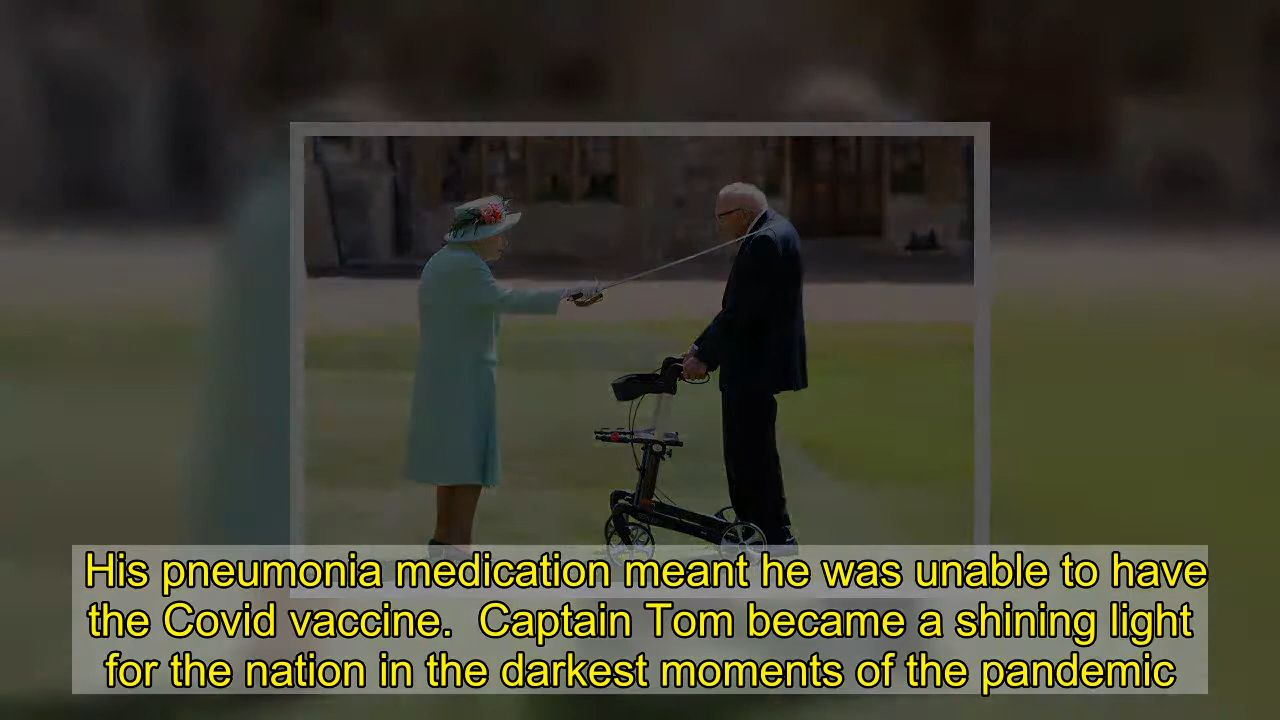 His pneumonia medication meant he was unable to have
the Covid vaccine.  Captain Tom became a shining light
for the nation in the darkest moments of the pandemic